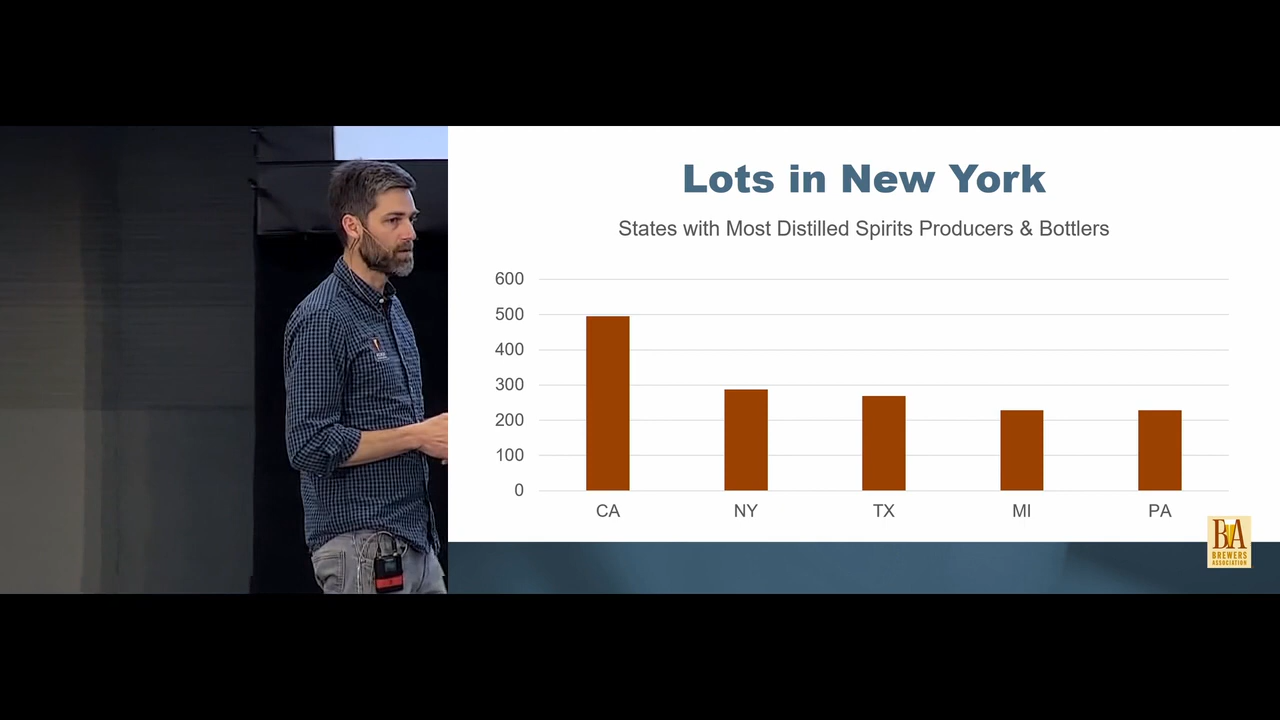 Lots in New York
States with Most Distilled Spirits Producers & Bottlers
600
500
400
300
200
100
0
CA NY TX MI PA
BA
BREWERS
ASSOCIATION